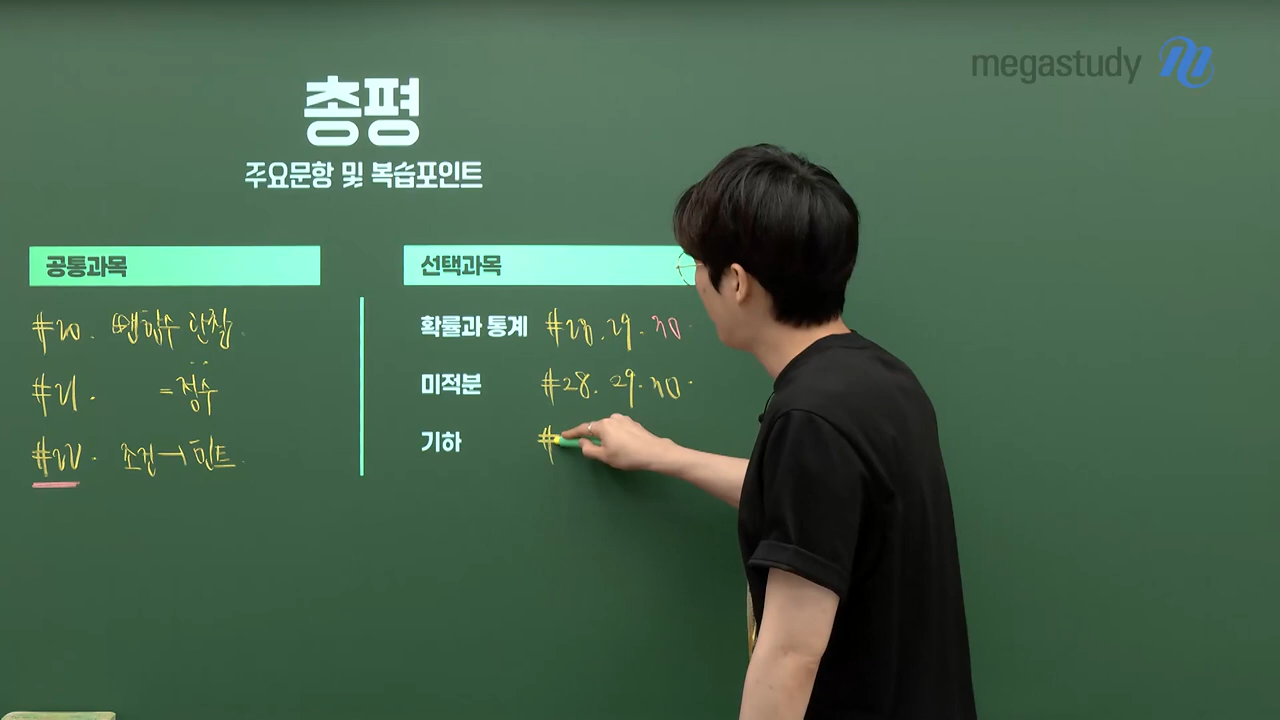 megastudy
총평
주요문항 및 복습포인트
공통과목
#20. 함수 관찰
#21. = 정수
#22. 조건 → 힌트
선택과목
확률과 통계 #28. 29. 30
미적분 #28. 29. 30.
기하 #